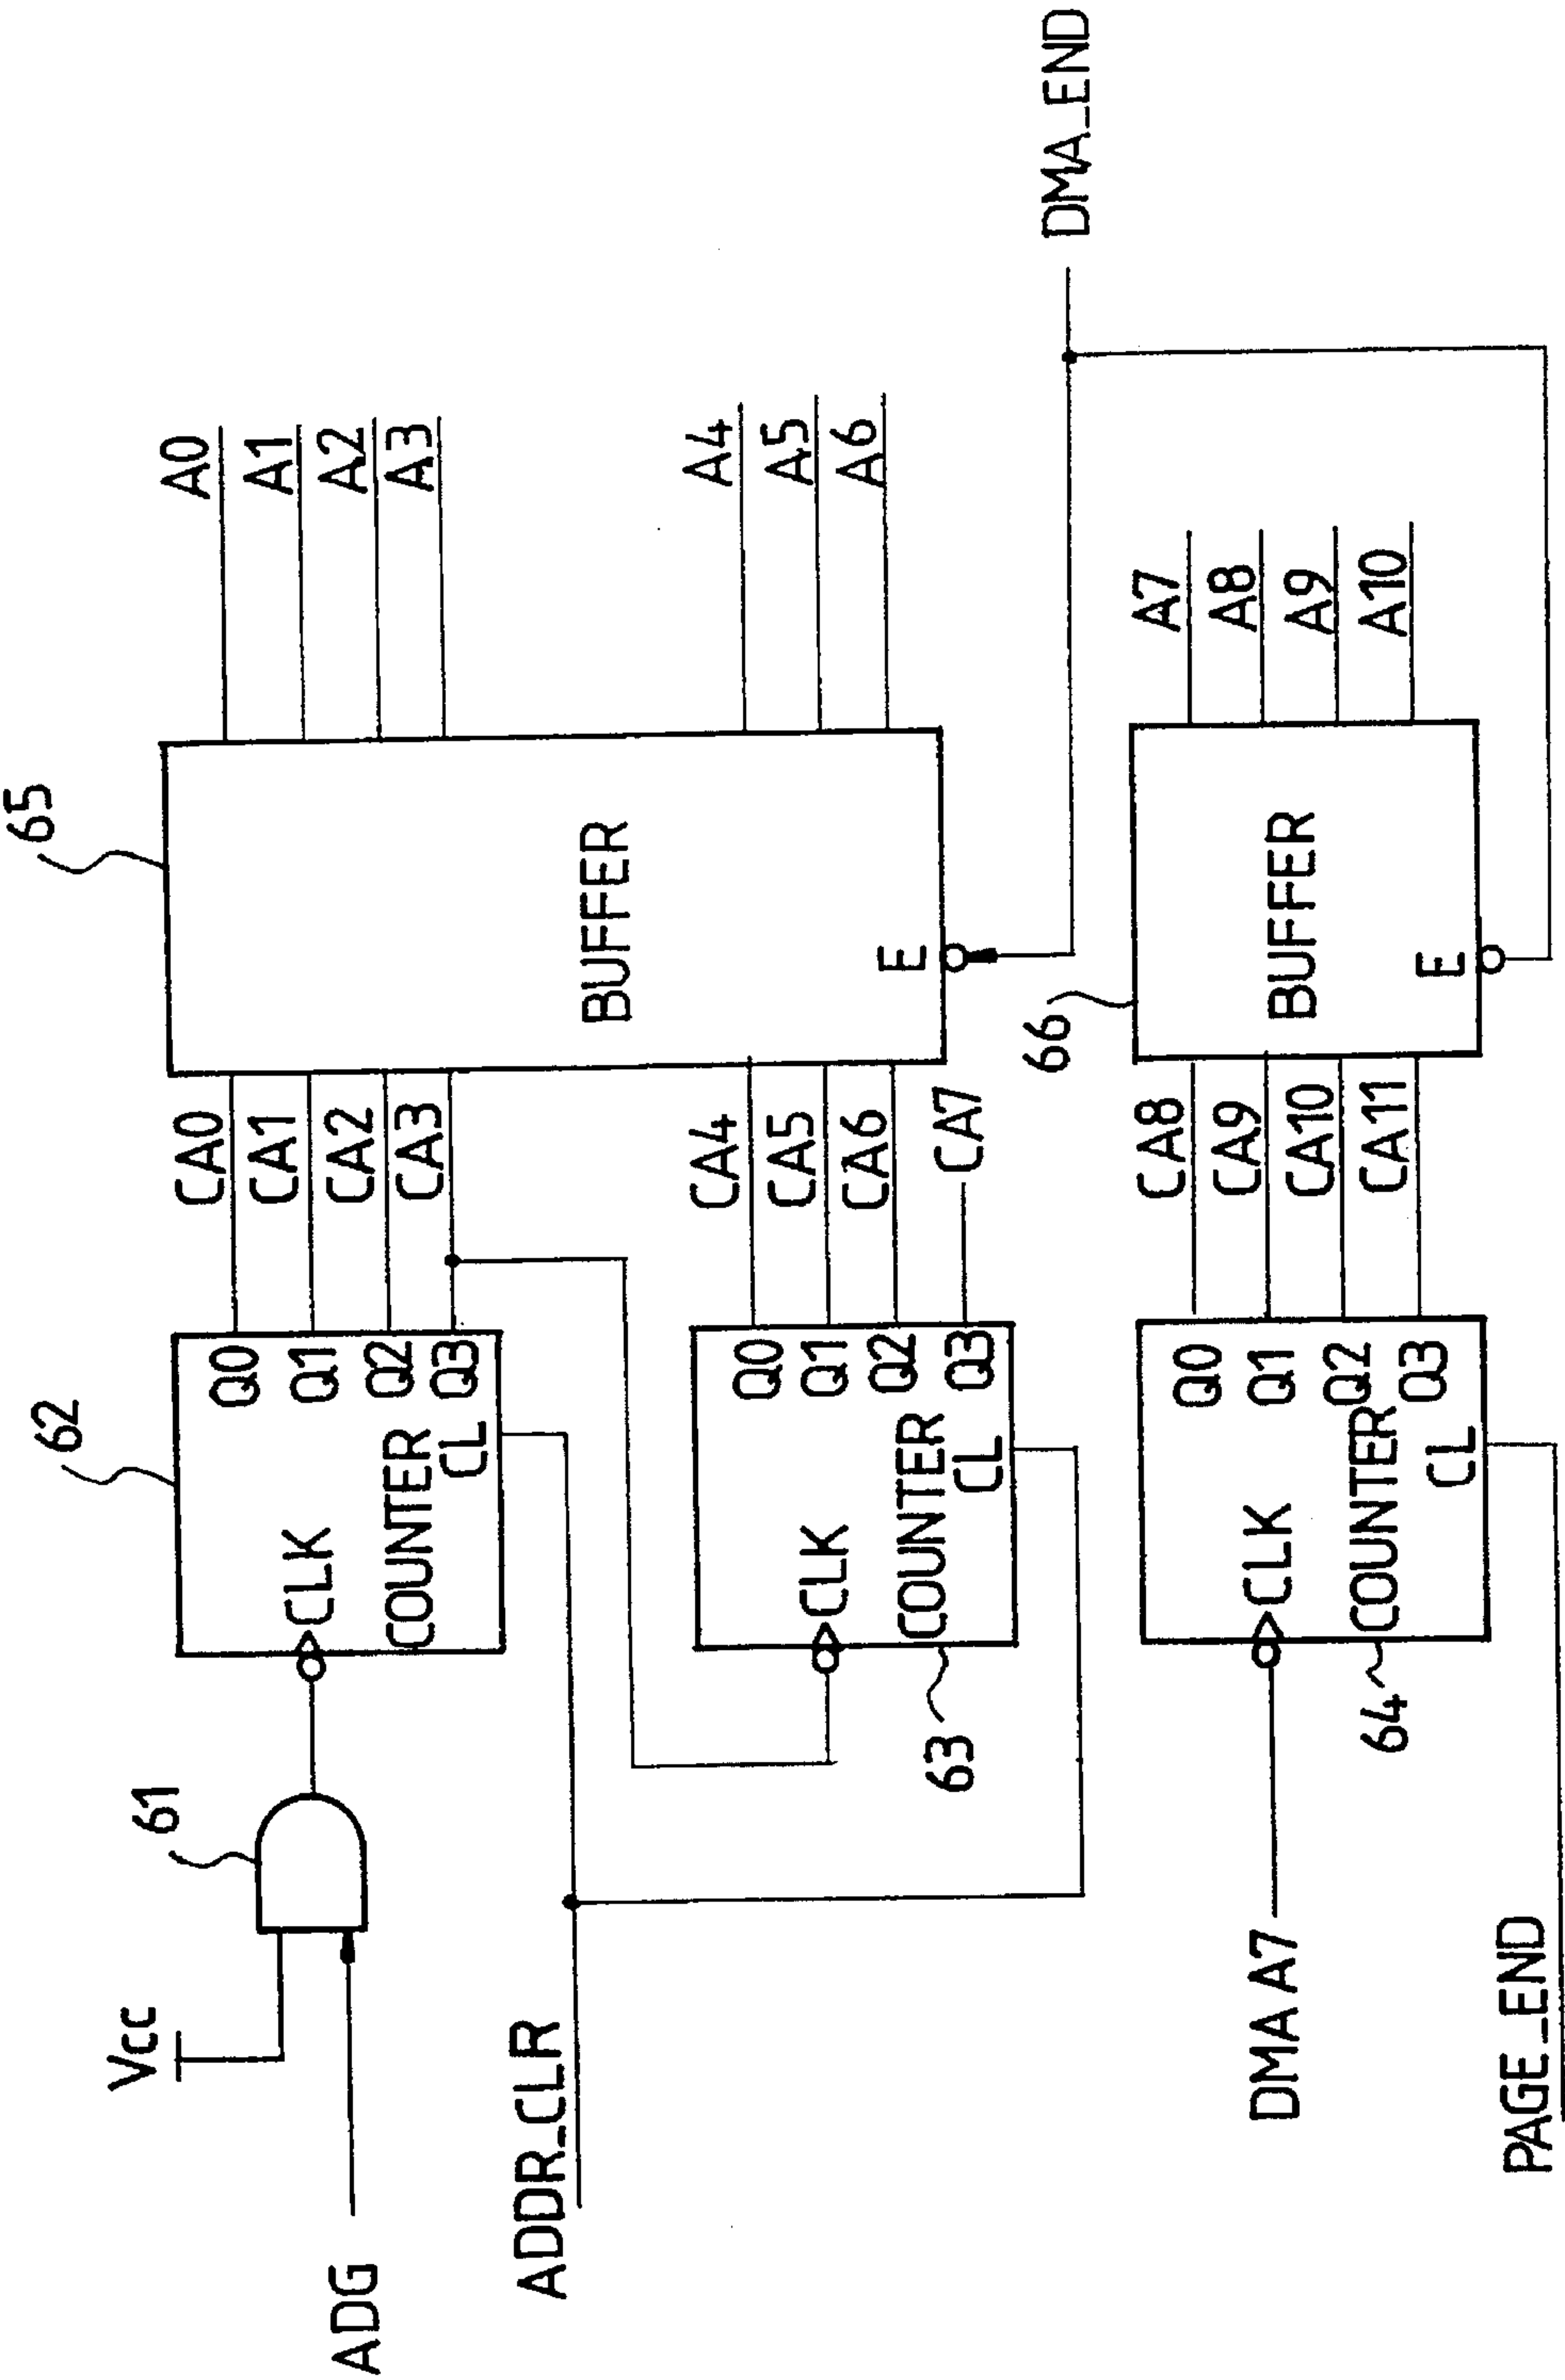 Vcc
ADG
61
62
CLK
COUNTER
CL
Q0
Q1
Q2
Q3
CA0
CA1
CA2
CA3
65
BUFFER
E
A0
A1
A2
A3
A4
A5
A6
ADDR_CLR
63
CLK
COUNTER
CL
Q0
Q1
Q2
Q3
CA4
CA5
CA6
CA7
DMA_END
DMA A7
64
CLK
COUNTER
CL
Q0
Q1
Q2
Q3
CA8
CA9
CA10
CA11
66
BUFFER
E
A7
A8
A9
A10
PAGE_END